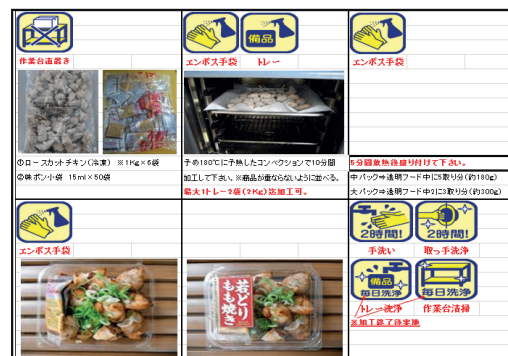 作業台直置き
①ロースカットチキン(冷凍) ※1Kg×6袋
②味ポン小袋 15ml×50袋
備品
エンボス手袋 トレー
予め180℃に予熱したコンベクションで10分間
加工して下さい。※商品が重ならないように並べる。
最大1トレー2袋(2Kg)迄加工可。
エンボス手袋
5分間放熱後盛り付けて下さい。
中パック⇒透明フード中に5取り分(約180g)
大パック⇒透明フード中2に3取り分(約300g)
エンボス手袋
若どり
もも焼き
2時間! 2時間!
手洗い 取っ手洗浄
備品
毎日洗浄 毎日洗浄
トレー洗浄 作業台清掃
※加工終了後実施